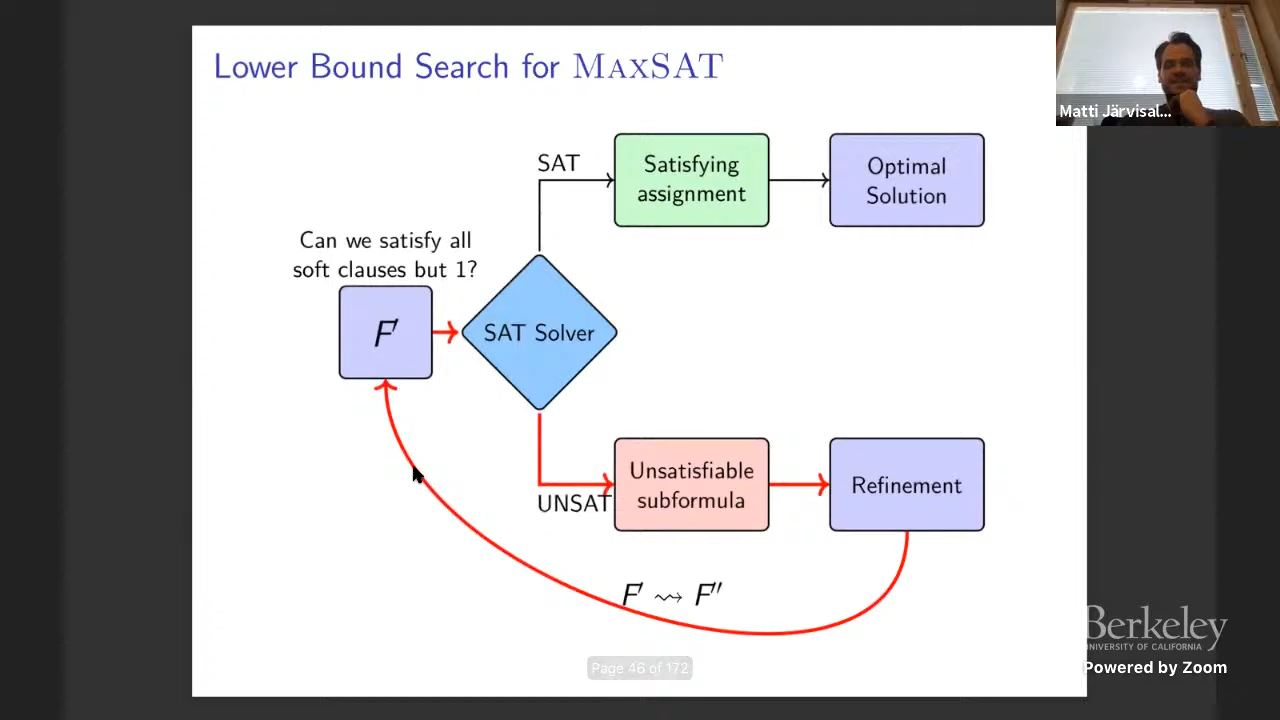 Lower Bound Search for MAXSAT
Matti Järvisal...
SAT
Satisfying
assignment
Optimal
Solution
Can we satisfy all
soft clauses but 1?
F′
SAT Solver
UNSAT
Unsatisfiable
subformula
Refinement
F′ ⇝ F″
Page 46 of 172
Berkeley
UNIVERSITY OF CALIFORNIA
Powered by Zoom